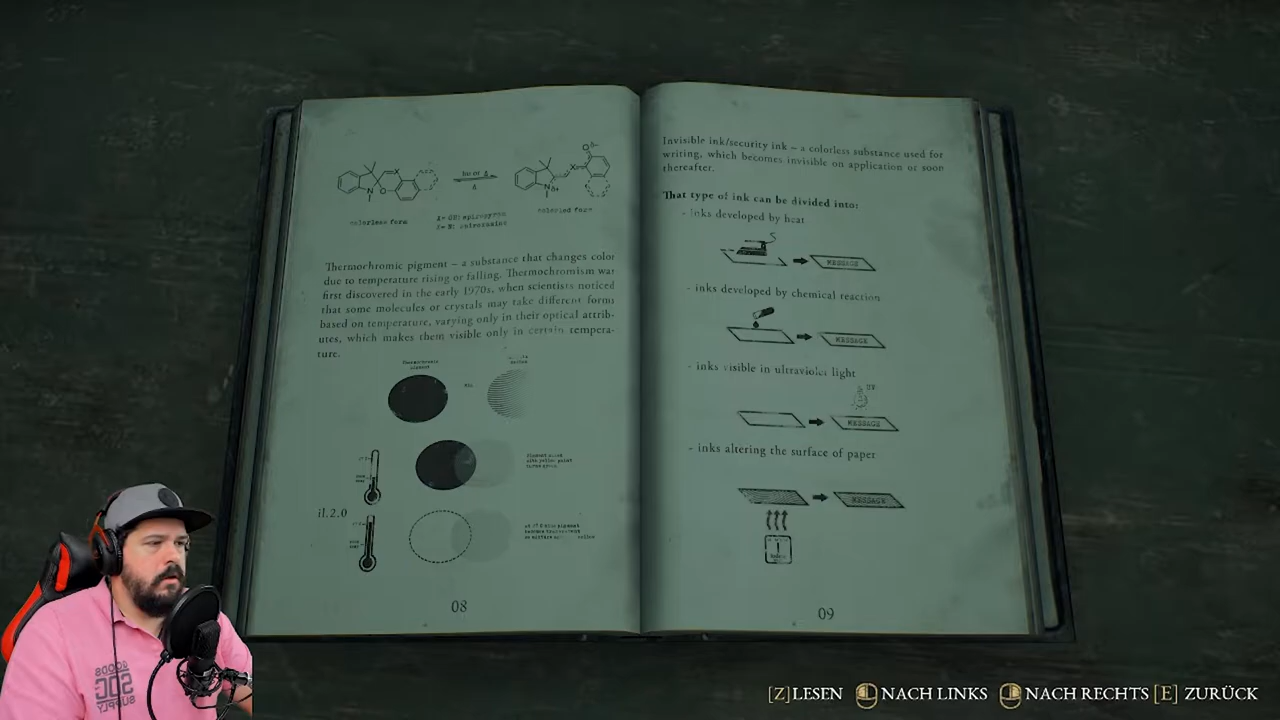 colorless form
colored form
Thermochromic pigment – a substance that changes color
due to temperature rising or falling. Thermochromism was
first discovered in the early 1970s, when scientists noticed
that some molecules or crystals may take different forms
based on temperature, varying only in their optical attrib-
utes, which makes them visible only in certain tempera-
ture.
il.2.0
08
Invisible ink/security ink – a colorless substance used for
writing, which becomes invisible on application or soon
thereafter.
That type of ink can be divided into:
- inks developed by heat
MESSAGE
- inks developed by chemical reaction
MESSAGE
- inks visible in ultraviolet light
UV
MESSAGE
- inks altering the surface of paper
MESSAGE
09
GOODS
SDC
SUPPLY
[Z] LESEN NACH LINKS NACH RECHTS [E] ZURÜCK